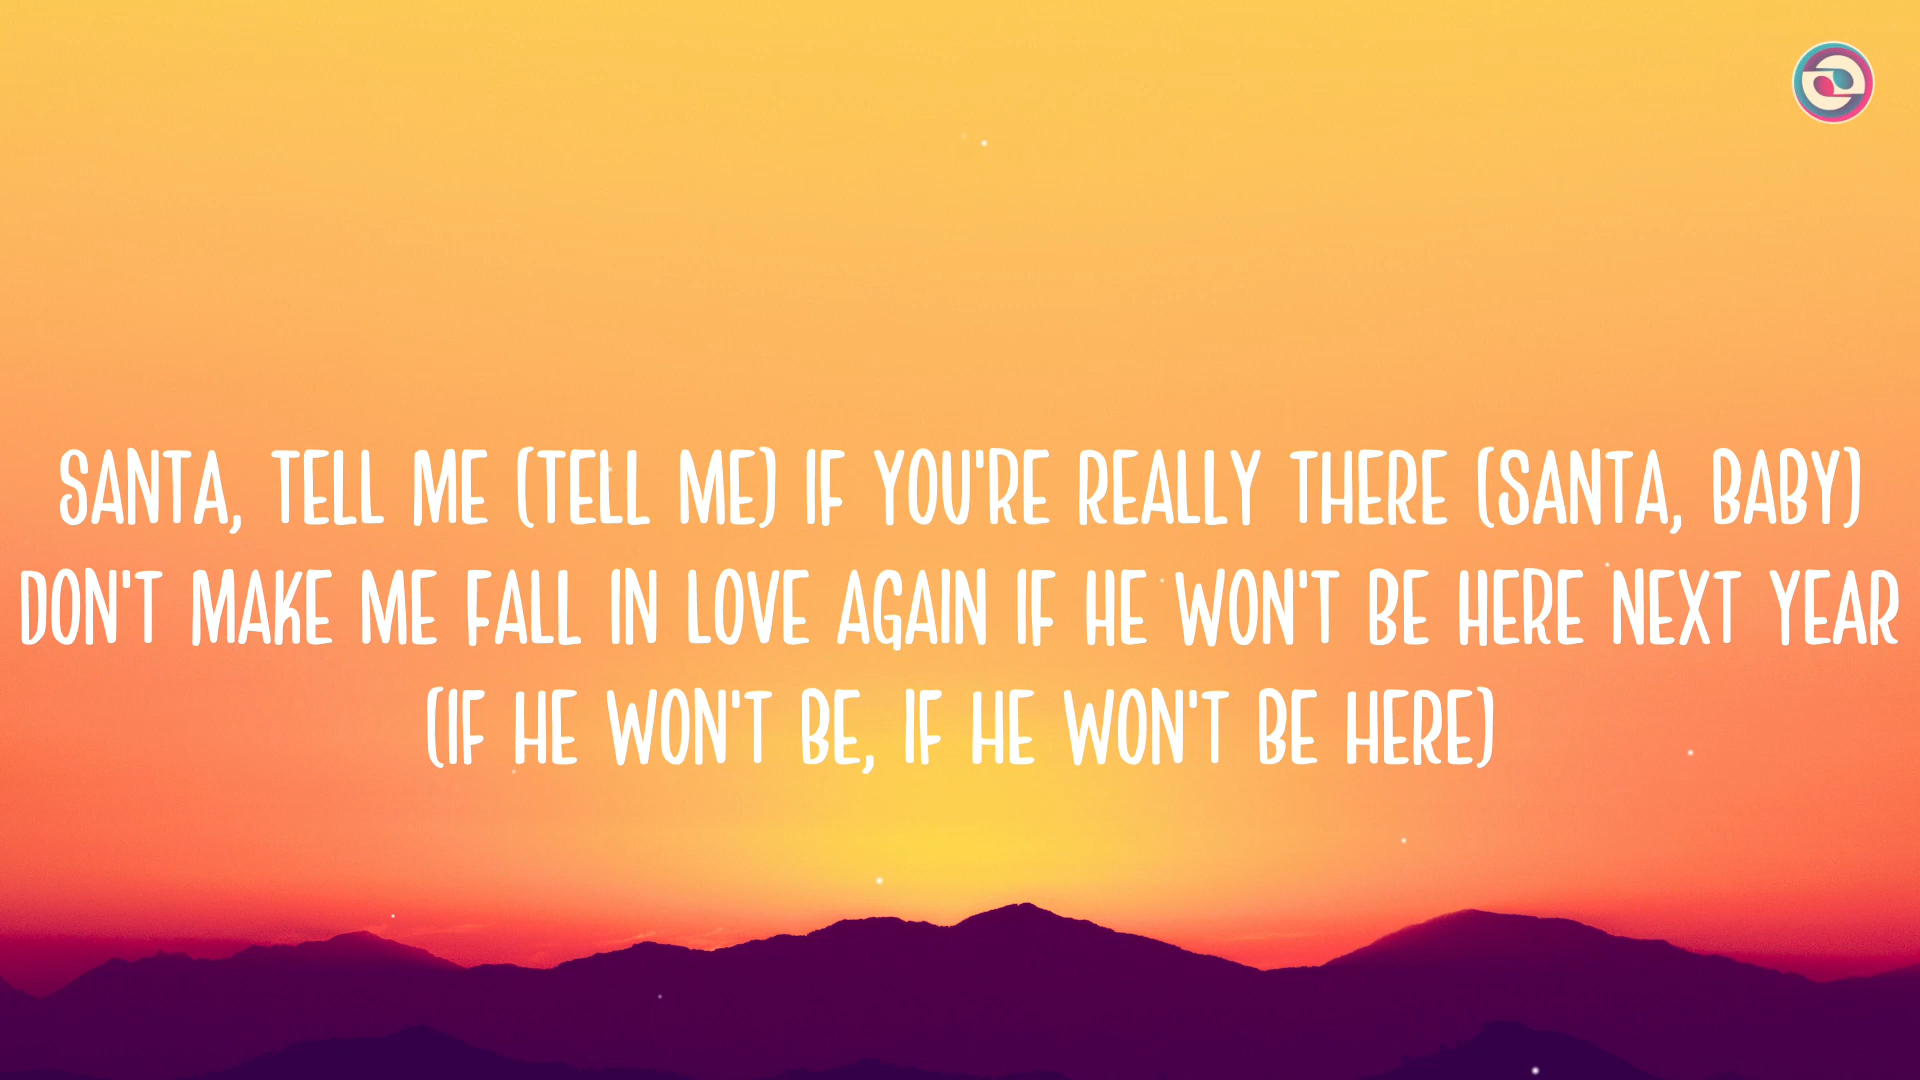 SANTA, TELL ME (TELL ME) IF YOU'RE REALLY THERE (SANTA, BABY)
DON'T MAKE ME FALL IN LOVE AGAIN IF HE WON'T BE HERE NEXT YEAR
(IF HE WON'T BE, IF HE WON'T BE HERE)